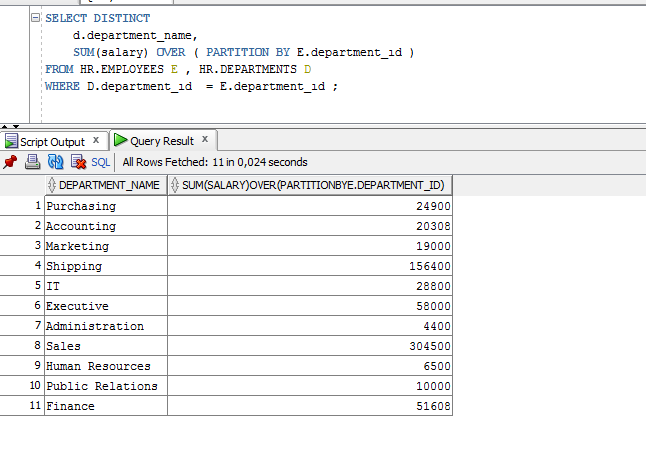 SELECT DISTINCT
d.department_name,
SUM(salary) OVER ( PARTITION BY E.department_id )
FROM HR.EMPLOYEES E , HR.DEPARTMENTS D
WHERE D.department_id = E.department_id ;
Script Output x Query Result x
SQL All Rows Fetched: 11 in 0,024 seconds
DEPARTMENT_NAME SUM(SALARY)OVER(PARTITIONBYE.DEPARTMENT_ID)
1 Purchasing 24900
2 Accounting 20308
3 Marketing 19000
4 Shipping 156400
5 IT 28800
6 Executive 58000
7 Administration 4400
8 Sales 304500
9 Human Resources 6500
10 Public Relations 10000
11 Finance 51608